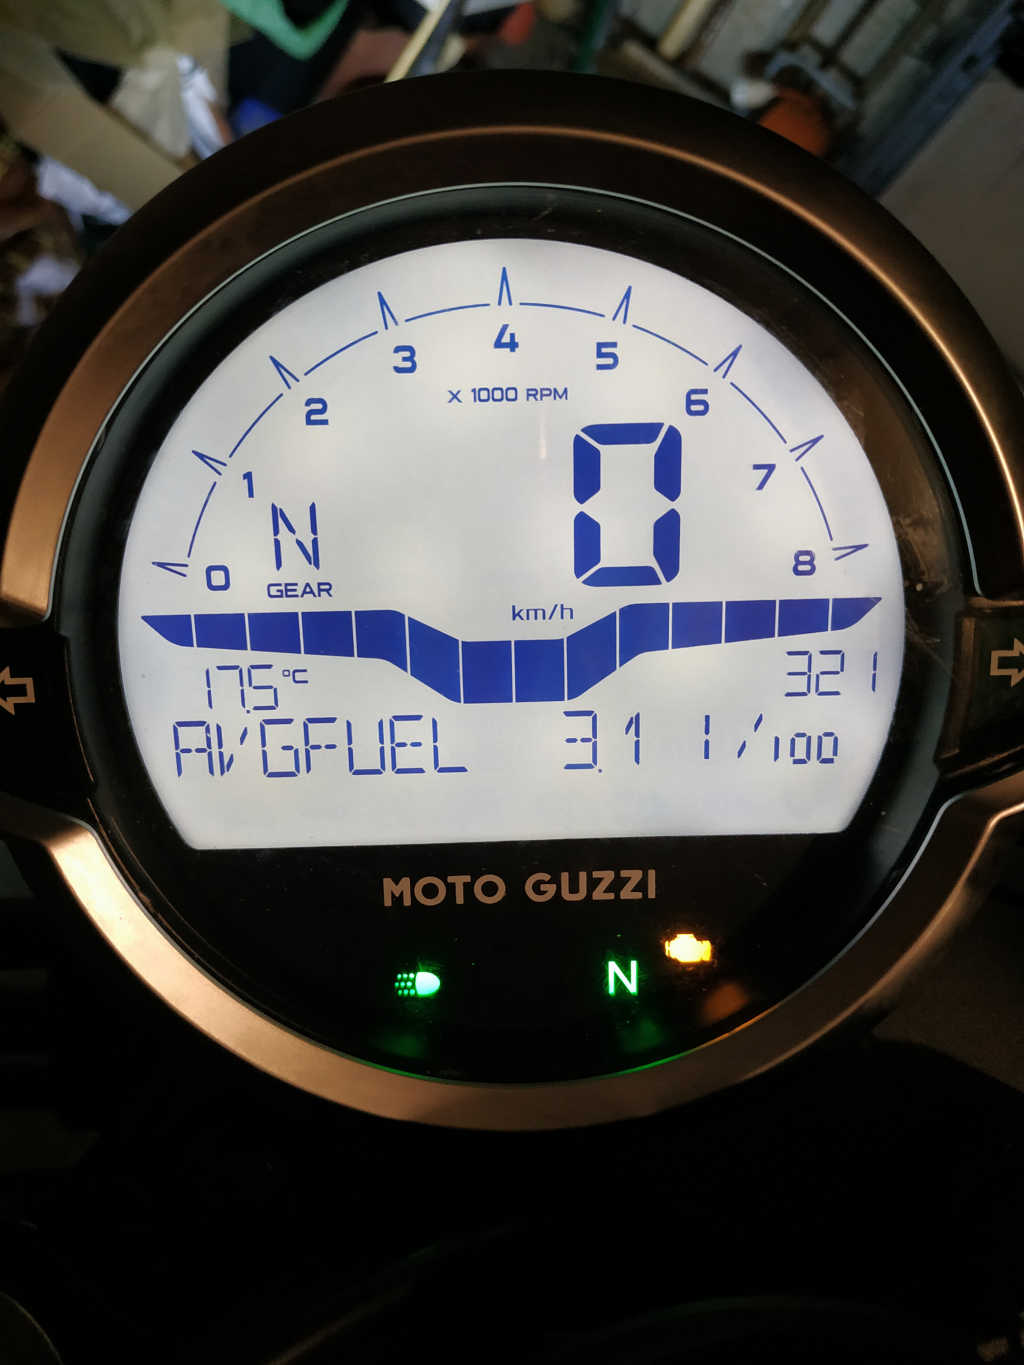 4
3 5
2 X 1000 RPM 6
1 7
N 0
0 8
GEAR
km/h
17.5 °C 321
AVGFUEL 3.1 l/100
MOTO GUZZI
N